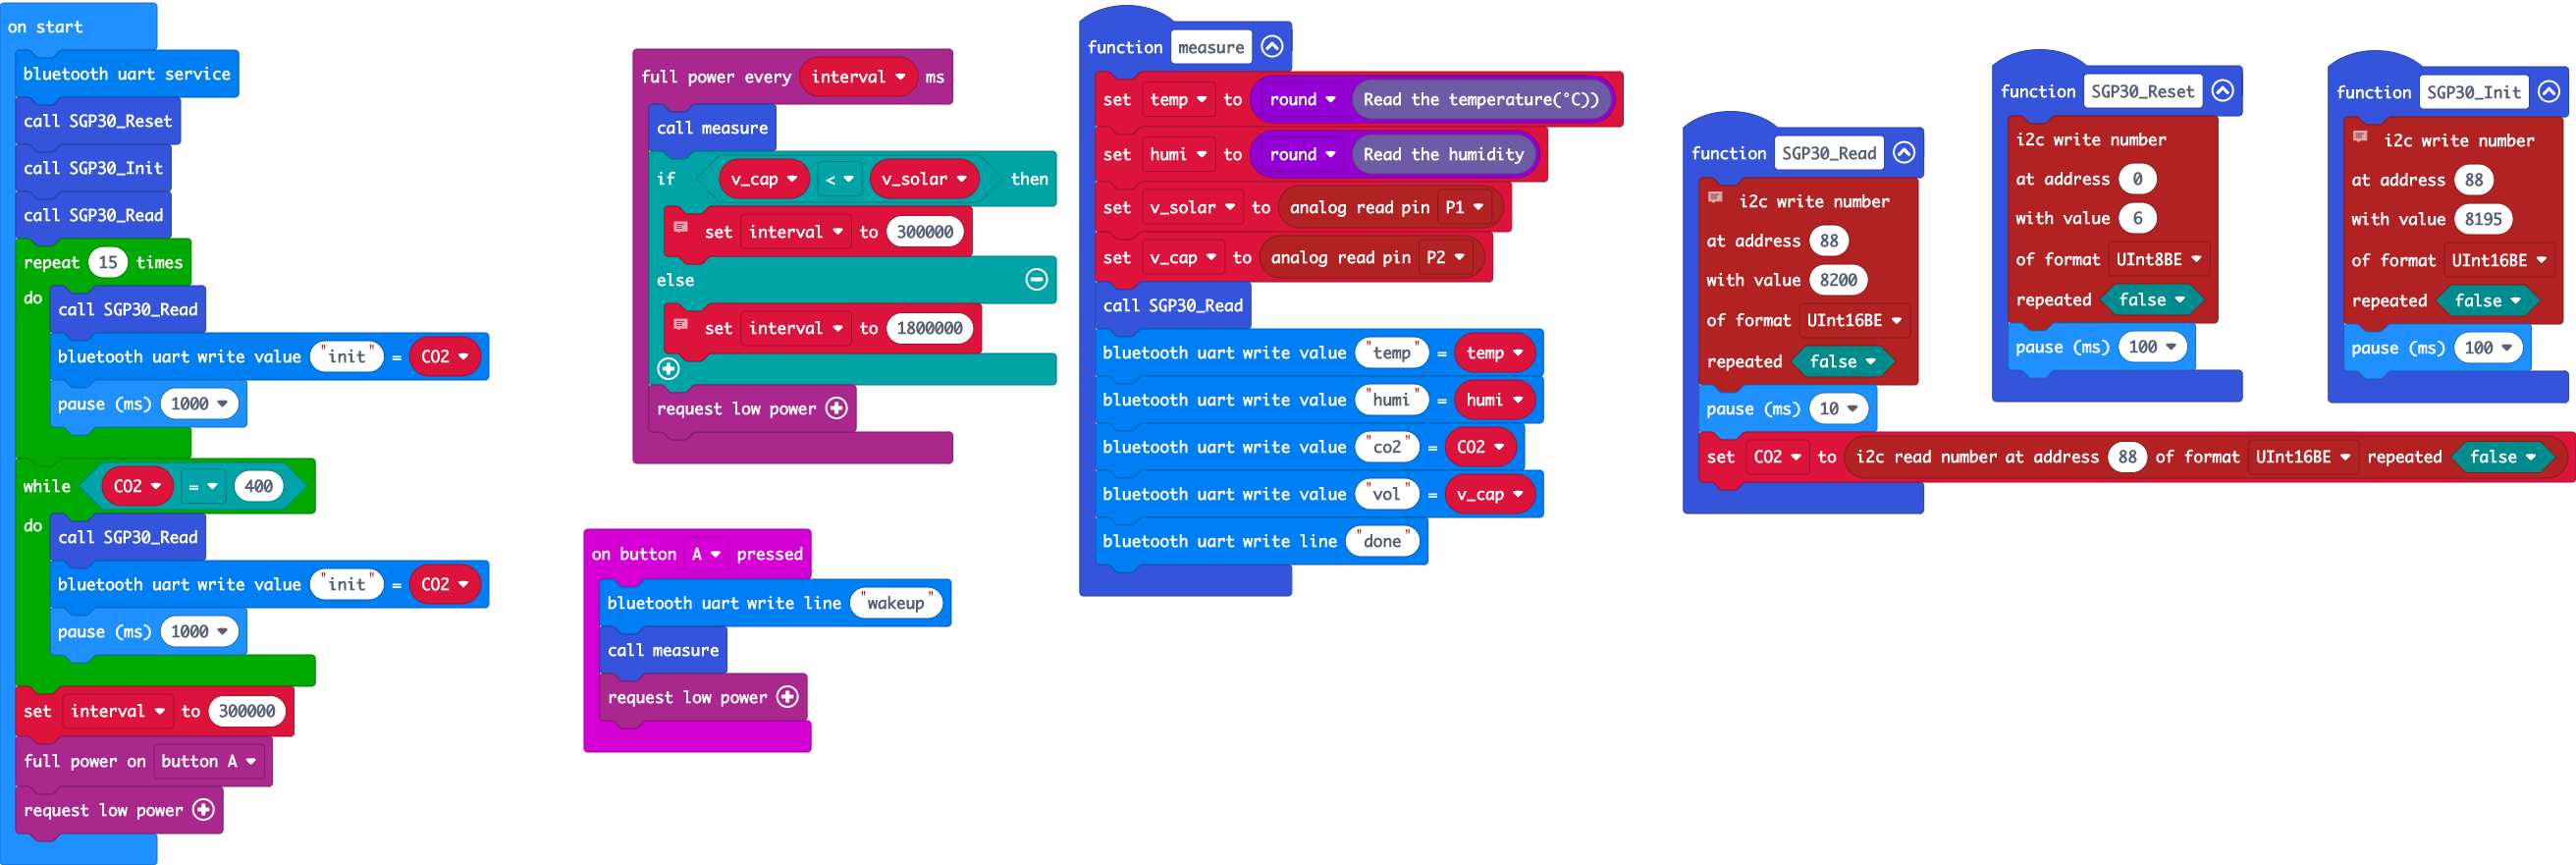 on start
bluetooth uart service
call SGP30_Reset
call SGP30_Init
call SGP30_Read
repeat 15 times
do
call SGP30_Read
bluetooth uart write value "init" = CO2
pause (ms) 1000
while CO2 = 400
do
call SGP30_Read
bluetooth uart write value "init" = CO2
pause (ms) 1000
set interval to 300000
full power on button A
request low power
full power every interval ms
call measure
if v_cap < v_solar then
set interval to 300000
else
set interval to 1800000
request low power
on button A pressed
bluetooth uart write line "wakeup"
call measure
request low power
function measure
set temp to round Read the temperature(°C))
set humi to round Read the humidity
set v_solar to analog read pin P1
set v_cap to analog read pin P2
call SGP30_Read
bluetooth uart write value "temp" = temp
bluetooth uart write value "humi" = humi
bluetooth uart write value "co2" = CO2
bluetooth uart write value "vol" = v_cap
bluetooth uart write line "done"
function SGP30_Read
i2c write number
at address 88
with value 8200
of format UInt16BE
repeated false
pause (ms) 10
set CO2 to i2c read number at address 88 of format UInt16BE repeated false
function SGP30_Reset
i2c write number
at address 0
with value 6
of format UInt8BE
repeated false
pause (ms) 100
function SGP30_Init
i2c write number
at address 88
with value 8195
of format UInt16BE
repeated false
pause (ms) 100